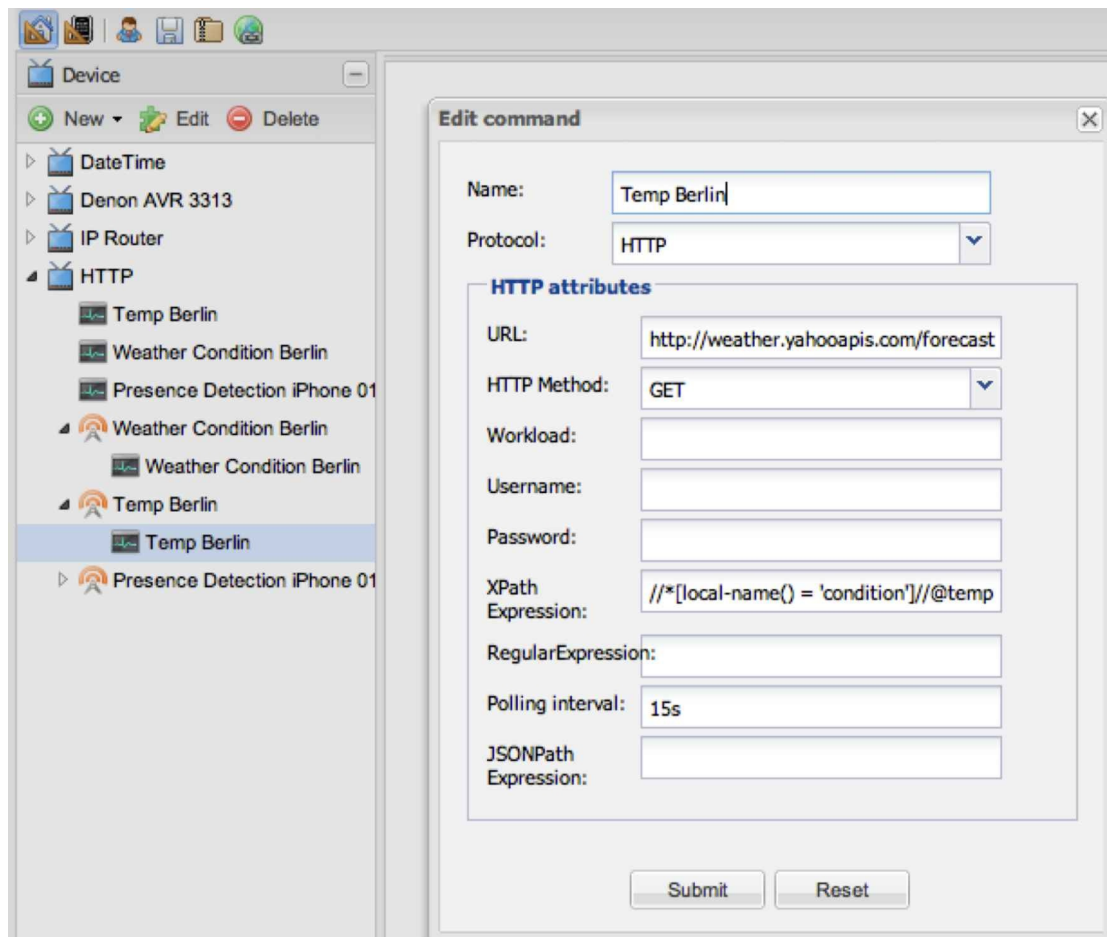 Device
New Edit Delete
DateTime
Denon AVR 3313
IP Router
HTTP
Temp Berlin
Weather Condition Berlin
Presence Detection iPhone 01
Weather Condition Berlin
Weather Condition Berlin
Temp Berlin
Temp Berlin
Presence Detection iPhone 01
Edit command
Name: Temp Berlin
Protocol: HTTP
HTTP attributes
URL: http://weather.yahooapis.com/forecast
HTTP Method: GET
Workload:
Username:
Password:
XPath
Expression: //*[local-name() = 'condition']//@temp
RegularExpression:
Polling interval: 15s
JSONPath
Expression:
Submit Reset